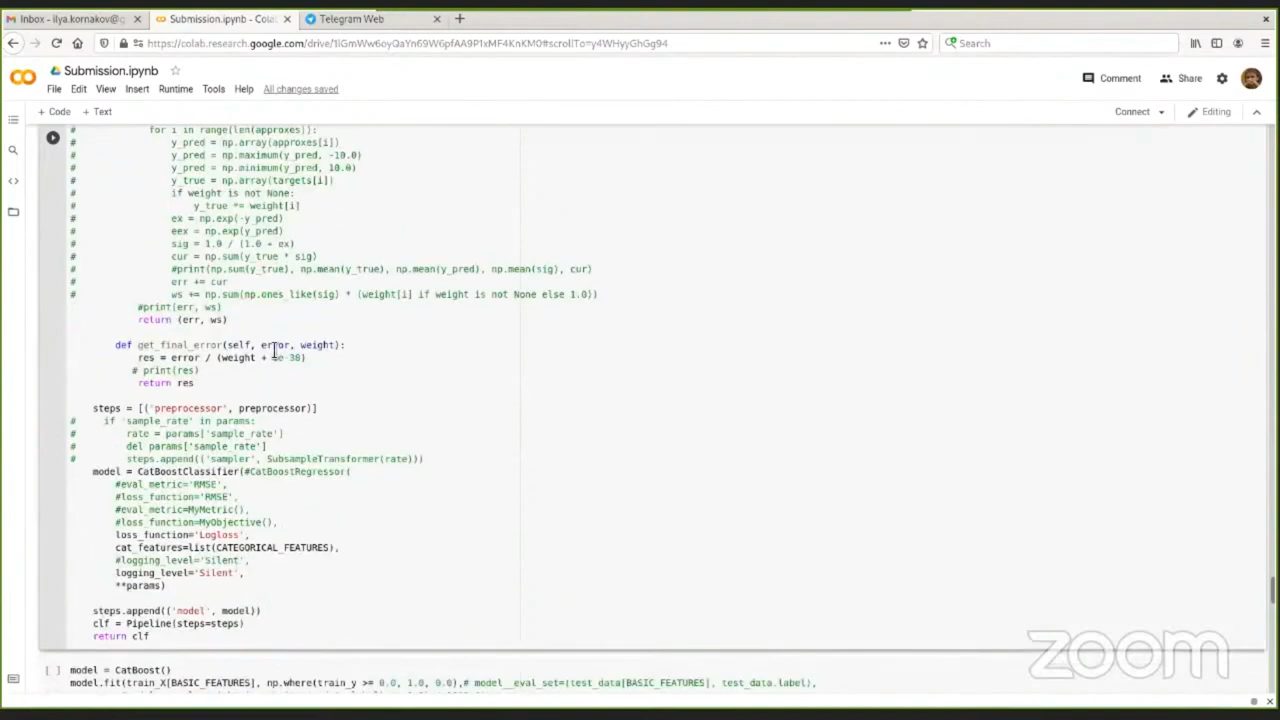 Inbox - ilya.kornakov@g
Submission.ipynb - Colab
Telegram Web
https://colab.research.google.com/drive/1lGmWw6oyQaYn69W6pfAA9P1xMF4KnKM0#scrollTo=y4WHyyGhGg94
Search
Submission.ipynb
Comment
Share
File Edit View Insert Runtime Tools Help All changes saved
+ Code + Text
Connect
Editing
# for i in range(len(approxes)):
# y_pred = np.array(approxes[i])
# y_pred = np.maximum(y_pred, -10.0)
# y_pred = np.minimum(y_pred, 10.0)
# y_true = np.array(targets[i])
# if weight is not None:
# y_true *= weight[i]
# ex = np.exp(-y_pred)
# eex = np.exp(y_pred)
# sig = 1.0 / (1.0 + ex)
# cur = np.sum(y_true * sig)
# #print(np.sum(y_true), np.mean(y_true), np.mean(y_pred), np.mean(sig), cur)
# err += cur
# ws += np.sum(np.ones_like(sig) * (weight[i] if weight is not None else 1.0))
#print(err, ws)
return (err, ws)
def get_final_error(self, error, weight):
res = error / (weight + e-38)
# print(res)
return res
steps = [('preprocessor', preprocessor)]
# if 'sample_rate' in params:
# rate = params['sample_rate']
# del params['sample_rate']
# steps.append(('sampler', SubsampleTransformer(rate)))
model = CatBoostClassifier(#CatBoostRegressor(
#eval_metric='RMSE',
#loss_function='RMSE',
#eval_metric=MyMetric(),
#loss_function=MyObjective(),
loss_function='Logloss',
cat_features=list(CATEGORICAL_FEATURES),
#logging_level='Silent',
logging_level='Silent',
**params)
steps.append(('model', model))
clf = Pipeline(steps=steps)
return clf
zoom
[ ] model = CatBoost()
model.fit(train_X[BASIC_FEATURES], np.where(train_y >= 0.0, 1.0, 0.0),# model__eval_set=(test_data[BASIC_FEATURES], test_data.label),